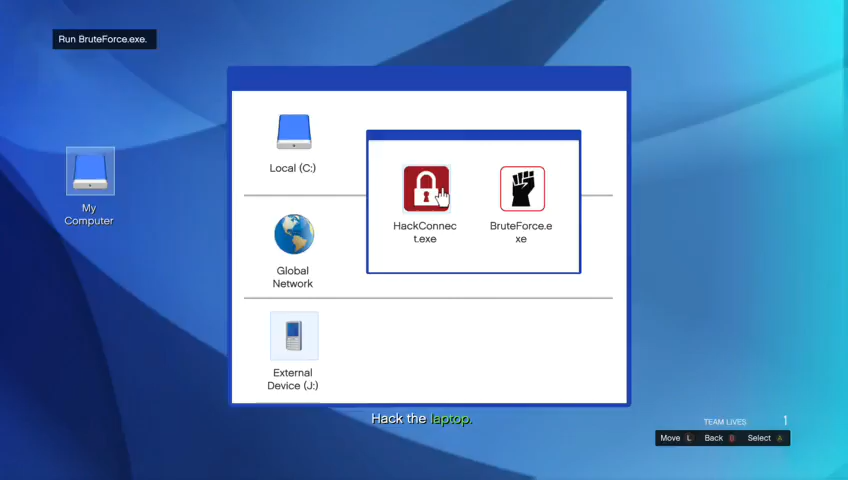 Run BruteForce.exe.
Local (C:)
HackConnec
t.exe
BruteForce.e
xe
My
Computer
Global
Network
External
Device (J:)
Hack the laptop.
TEAM LIVES 1
Move L Back B Select A